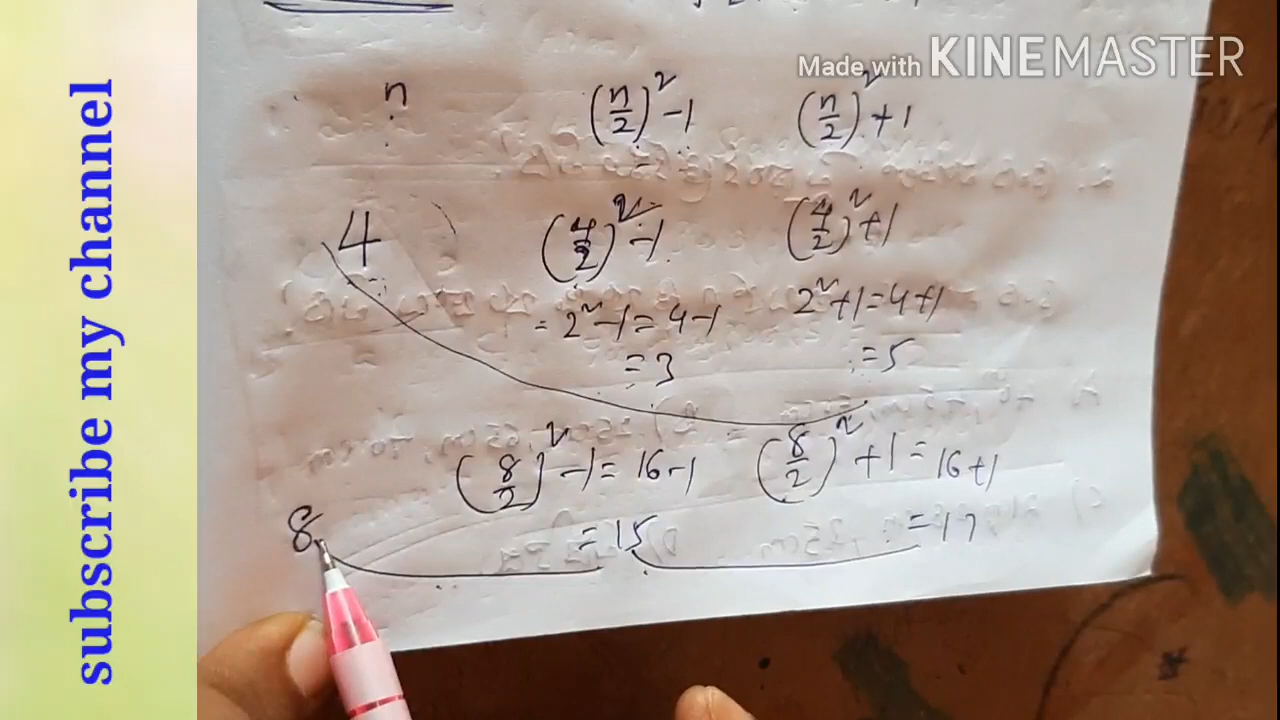 subscribe my channel
Made with KINEMASTER
n (n/2)² -1 (n/2)² +1
4 (4/2)² -1 (4/2)² +1
= 2² -1 = 4-1 2² +1 = 4+1
= 3 = 5
(8/2)² -1 = 16-1 (8/2)² +1 = 16+1
8 = 15 = 17